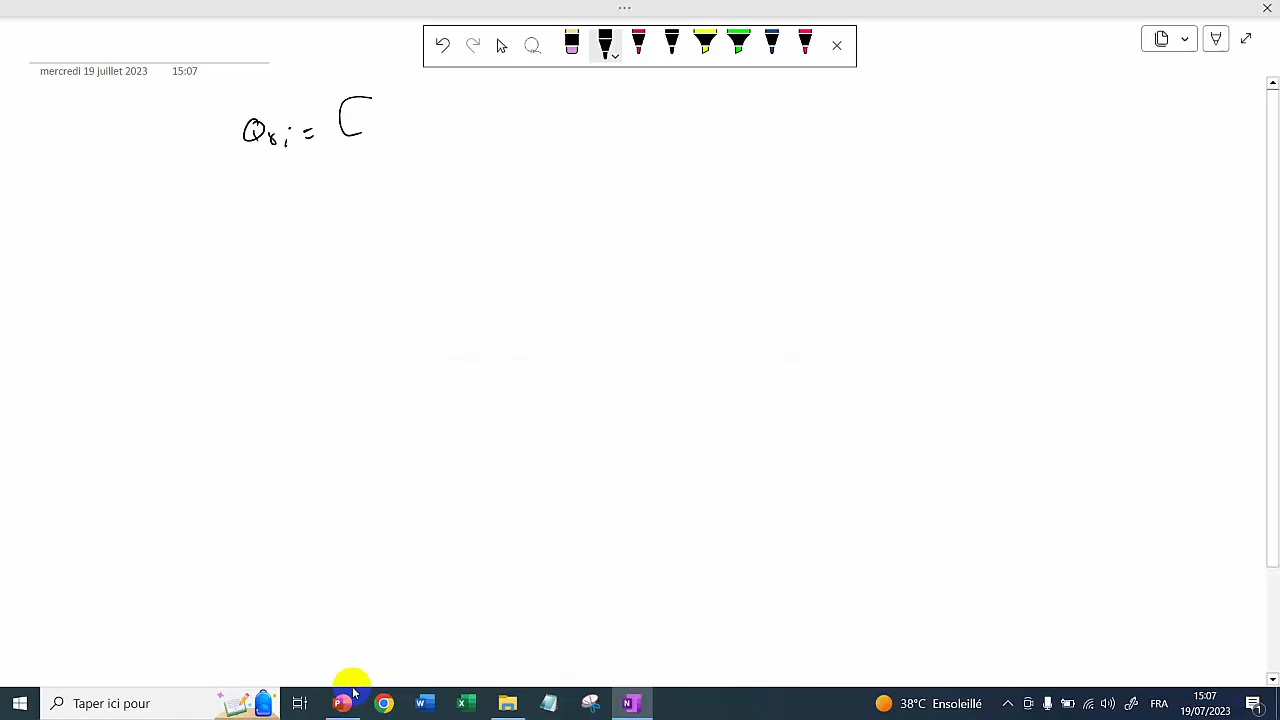 mercredi 19 juillet 2023 15:07
Qri = [
Taper ici pour
38°C Ensoleillé
FRA
15:07
19/07/2023